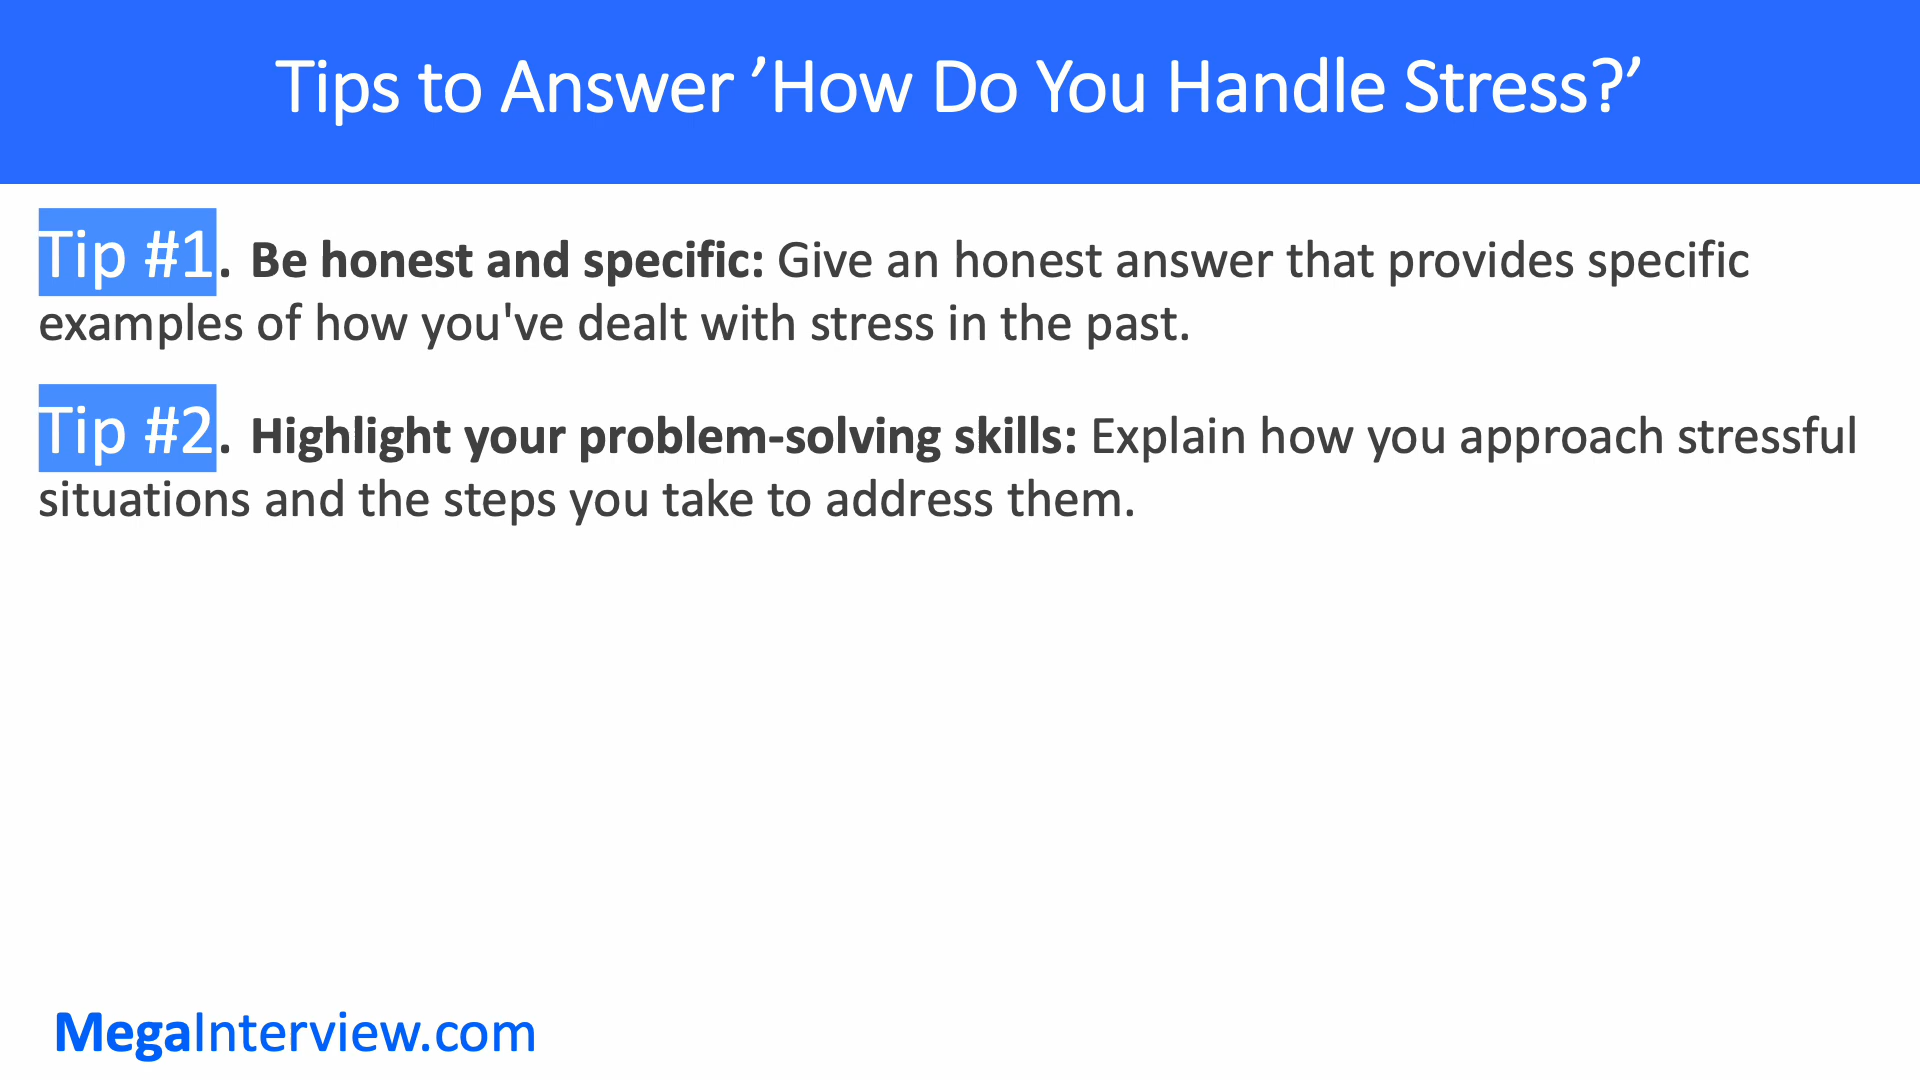 Tips to Answer ’How Do You Handle Stress?’
Tip #1. Be honest and specific: Give an honest answer that provides specific
examples of how you've dealt with stress in the past.
Tip #2. Highlight your problem-solving skills: Explain how you approach stressful
situations and the steps you take to address them.
MegaInterview.com